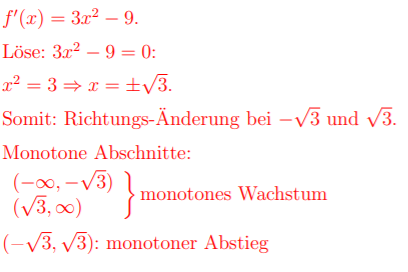 f′(x) = 3x² − 9.
Löse: 3x² − 9 = 0:
x² = 3 ⇒ x = ±√3.
Somit: Richtungs-Änderung bei −√3 und √3.
Monotone Abschnitte:
(−∞, −√3)
(√3, ∞) } monotones Wachstum
(−√3, √3): monotoner Abstieg